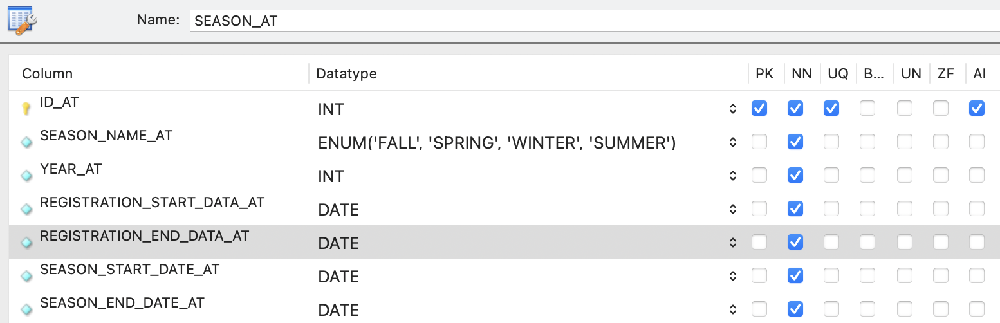 Name: SEASON_AT
Column Datatype PK NN UQ B... UN ZF AI
ID_AT INT
SEASON_NAME_AT ENUM('FALL', 'SPRING', 'WINTER', 'SUMMER')
YEAR_AT INT
REGISTRATION_START_DATA_AT DATE
REGISTRATION_END_DATA_AT DATE
SEASON_START_DATE_AT DATE
SEASON_END_DATE_AT DATE